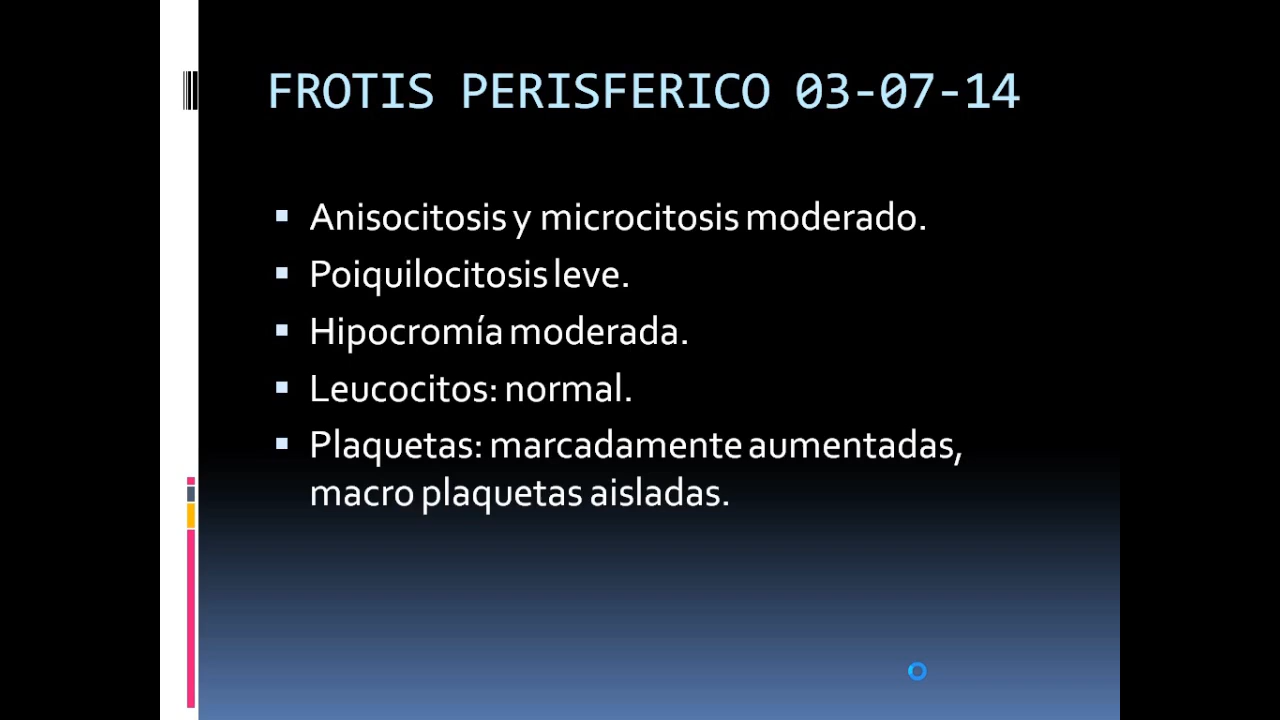 FROTIS PERISFERICO 03-07-14
Anisocitosis y microcitosis moderado.
Poiquilocitosis leve.
Hipocromía moderada.
Leucocitos: normal.
Plaquetas: marcadamente aumentadas,
macro plaquetas aisladas.